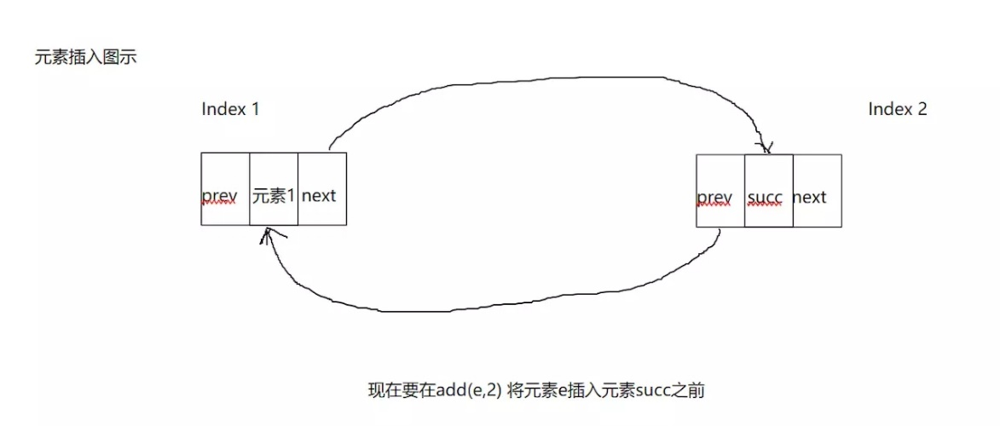 元素插入图示
Index 1
Index 2
prev 元素1 next
prev succ next
现在要在add(e,2) 将元素e插入元素succ之前